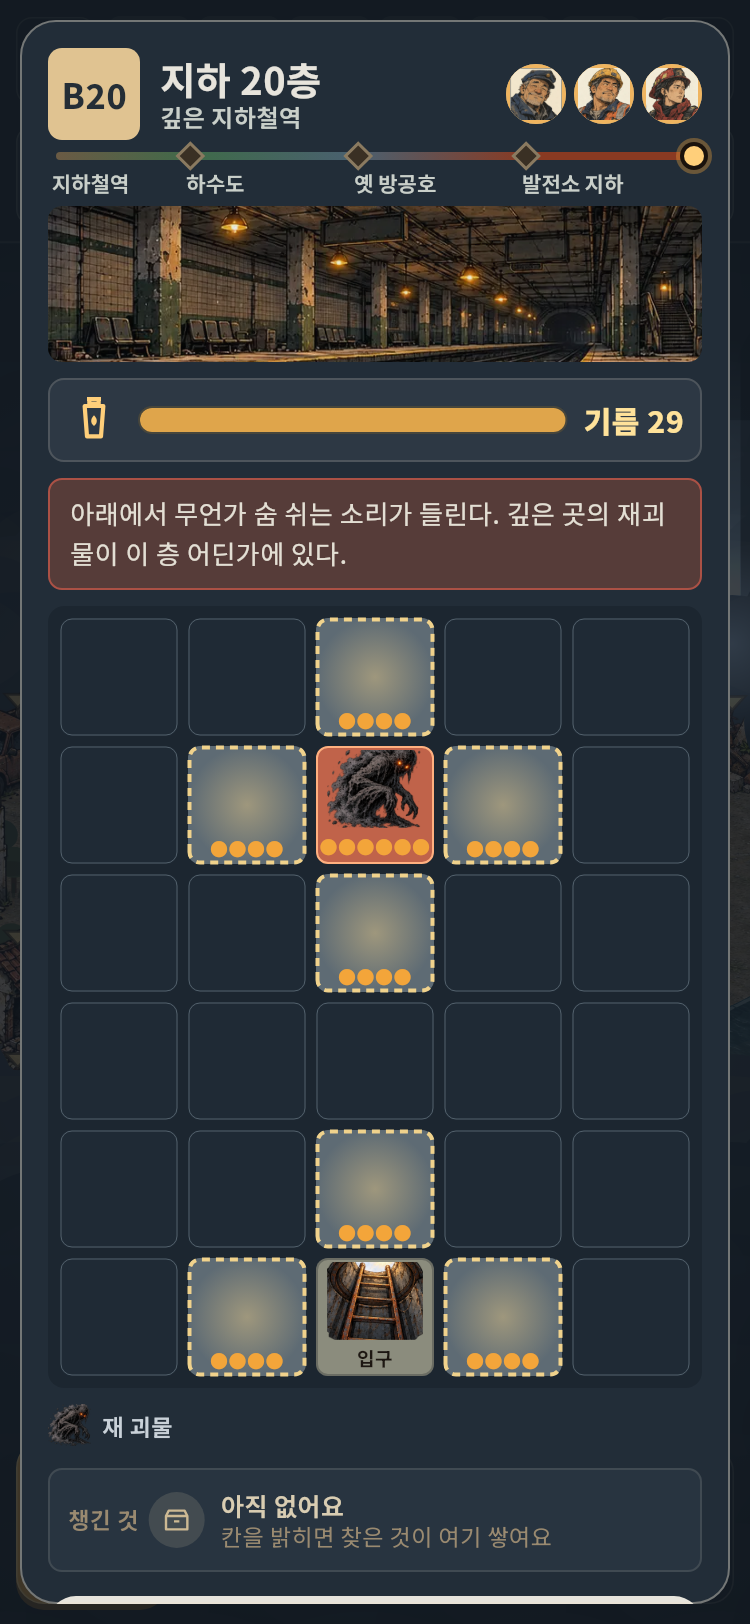 B20
지하 20층
깊은 지하철역
지하철역
하수도
옛 방공호
발전소 지하
기름 29
아래에서 무언가 숨 쉬는 소리가 들린다. 깊은 곳의 재괴
물이 이 층 어딘가에 있다.
입구
재 괴물
챙긴 것
아직 없어요
칸을 밝히면 찾은 것이 여기 쌓여요